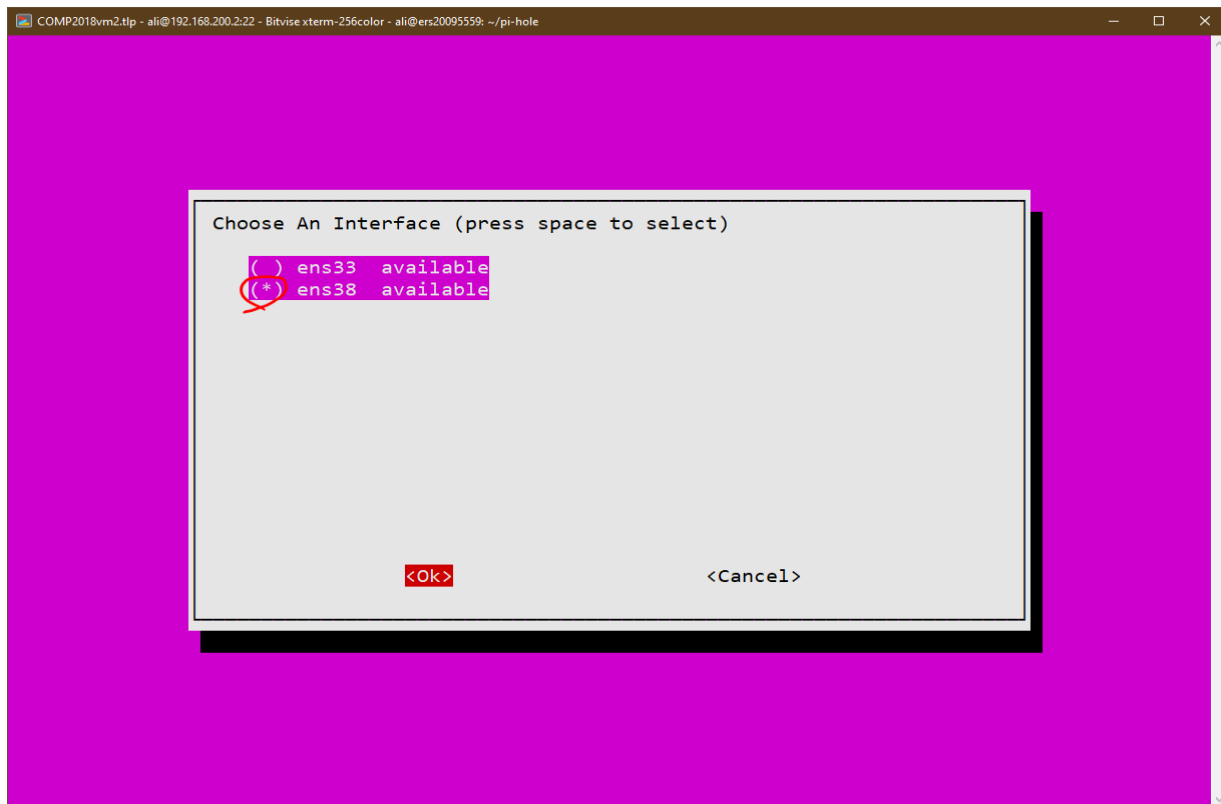 COMP2018vm2.tlp - ali@192.168.200.2:22 - Bitvise xterm-256color - ali@ers20095559: ~/pi-hole
Choose An Interface (press space to select)
( ) ens33 available
(*) ens38 available
<Ok> <Cancel>